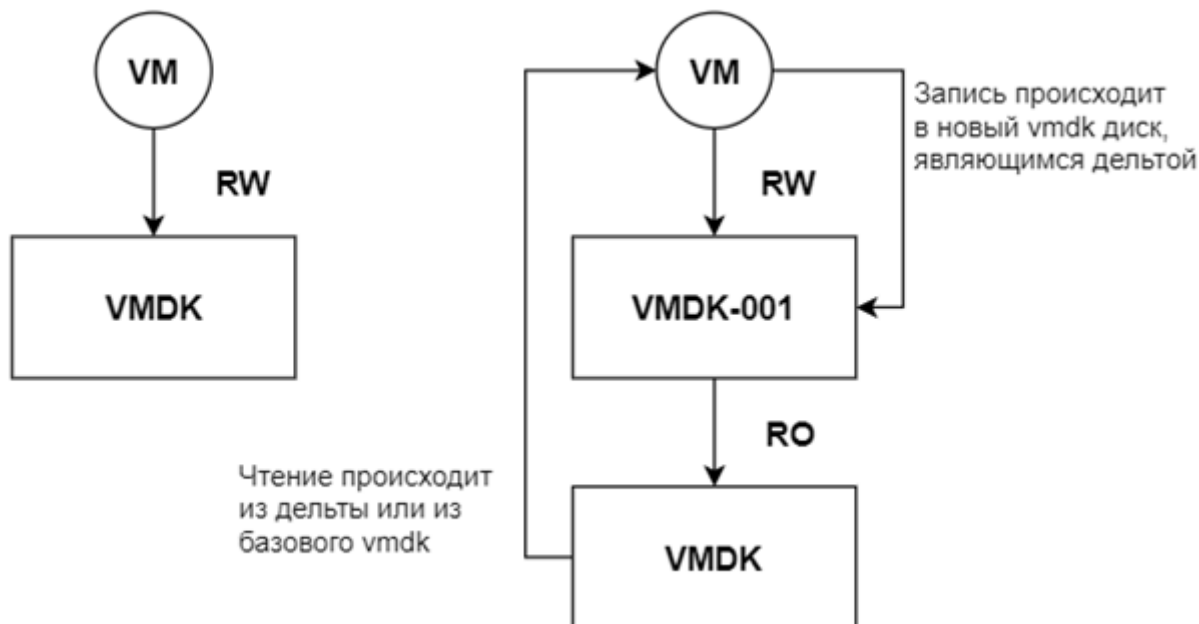 VM
RW
VMDK
VM
Запись происходит
в новый vmdk диск,
являющимся дельтой
RW
VMDK-001
RO
Чтение происходит
из дельты или из
базового vmdk
VMDK